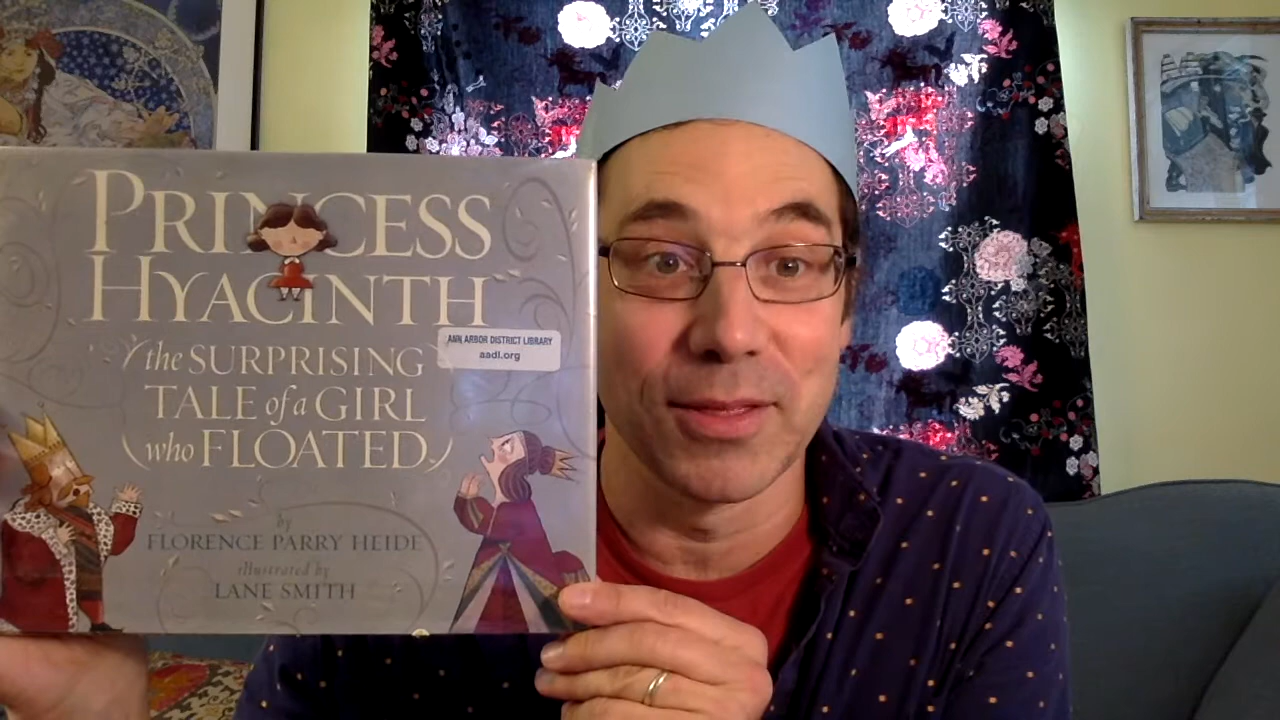 PRINCESS
HYACINTH
(the SURPRISING
TALE of a GIRL
(who FLOATED)
ANN ARBOR DISTRICT LIBRARY
aadl.org
by
FLORENCE PARRY HEIDE
illustrated by
LANE SMITH